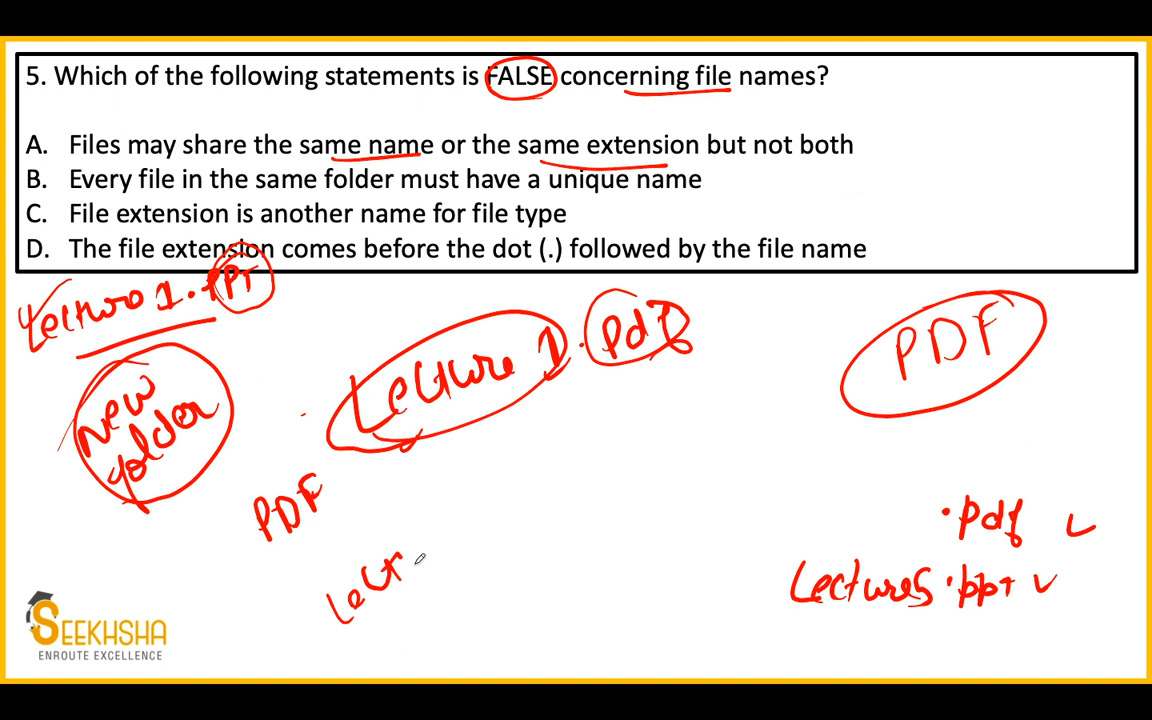 5. Which of the following statements is FALSE concerning file names?
A. Files may share the same name or the same extension but not both
B. Every file in the same folder must have a unique name
C. File extension is another name for file type
D. The file extension comes before the dot (.) followed by the file name
Lecture 1.PPT
Lecture 1.pdf
PDF
New
folder
PDF
.pdf
Lect
Lectures.ppt
SEEKHSHA
ENROUTE EXCELLENCE